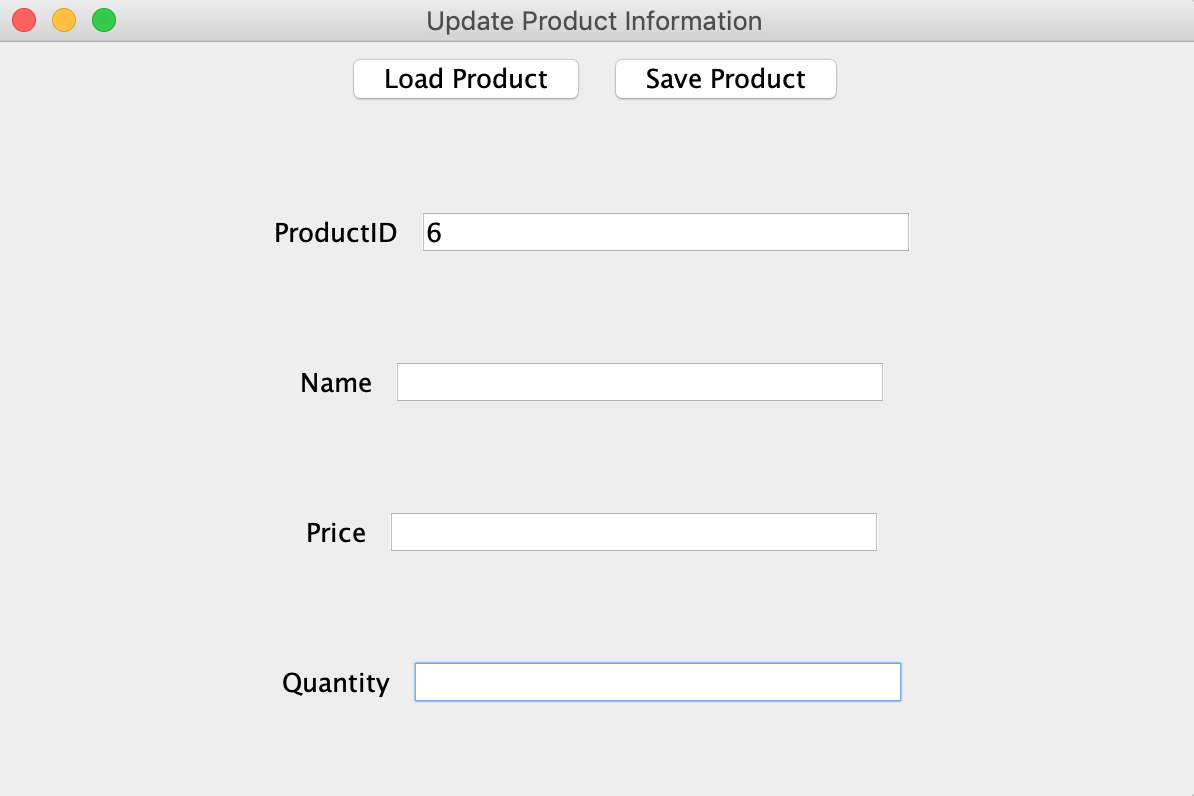 Update Product Information
Load Product Save Product
ProductID 6
Name
Price
Quantity